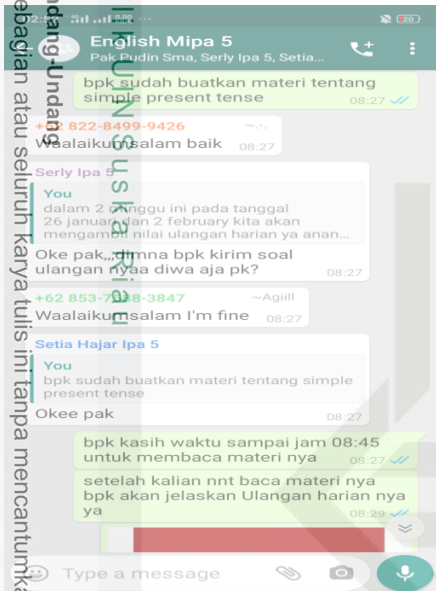 English Mipa 5
Pak Pudin Sma, Serly Ipa 5, Setia...
bpk sudah buatkan materi tentang
simple present tense
08:27
+62 822-8499-9426 ~.-.
Waalaikumsalam baik 08:27
Serly Ipa 5
You
dalam 2 minggu ini pada tanggal
26 januari dan 2 february kita akan
mengambil nilai ulangan harian ya anan...
Oke pak,,,dimna bpk kirim soal
ulangan nyaa diwa aja pk? 08:27
~Agiill
Waalaikumsalam I'm fine 08:27
Setia Hajar Ipa 5
You
bpk sudah buatkan materi tentang simple
present tense
Okee pak 08:27
bpk kasih waktu sampai jam 08:45
untuk membaca materi nya 08:27
setelah kalian nnt baca materi nya
bpk akan jelaskan Ulangan harian nya
ya 08:29
Type a message
ndang-Undang
ebagian atau seluruh karya tulis ini tanpa mencantumka
UIN Suska Riau